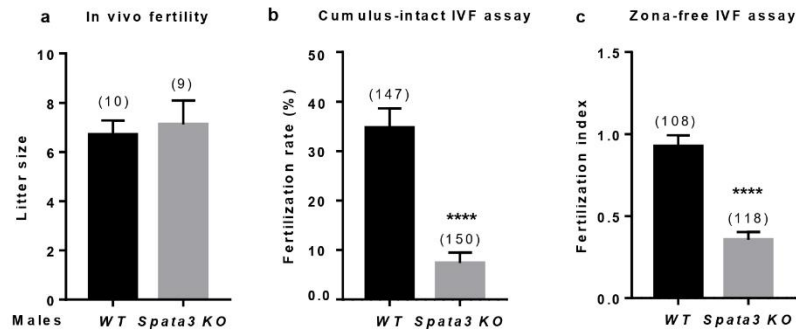 a In vivo fertility
Litter size
10
8
6
4
2
0
(10)
(9)
Males WT Spata3 KO
b Cumulus-intact IVF assay
Fertilization rate (%)
50
40
30
20
10
0.0
(147)
****
(150)
WT Spata3 KO
c Zona-free IVF assay
Fertilization index
1.5
1.0
0.5
0.0
(108)
****
(118)
WT Spata3 KO